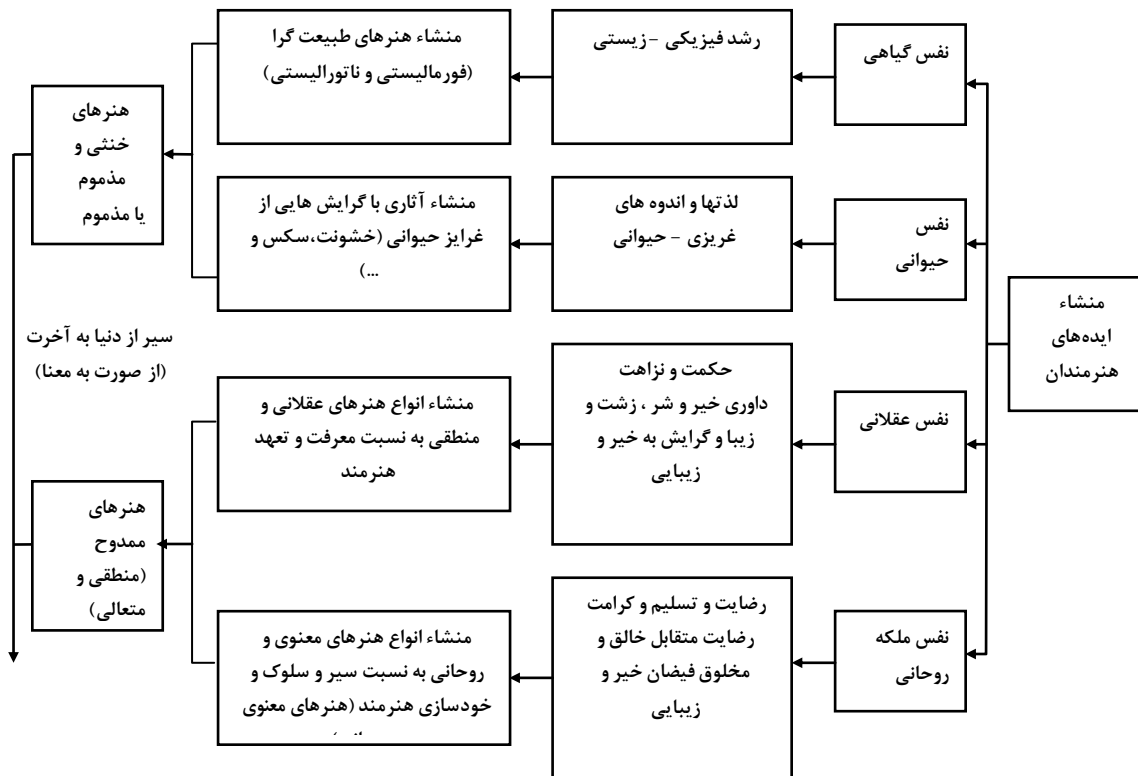 منشاء
ایده‌های
هنرمندان
نفس گیاهی
رشد فیزیکی - زیستی
منشاء هنرهای طبیعت گرا
(فورمالیستی و ناتورالیستی)
نفس
حیوانی
لذتها و اندوه های
غریزی - حیوانی
منشاء آثاری با گرایش هایی از
غرایز حیوانی (خشونت،سکس و
...)
هنرهای
خنثی و
مذموم
یا مذموم
سیر از دنیا به آخرت
(از صورت به معنا)
نفس عقلانی
حکمت و نزاهت
داوری خیر و شر ، زشت و
زیبا و گرایش به خیر و
زیبایی
منشاء انواع هنرهای عقلانی و
منطقی به نسبت معرفت و تعهد
هنرمند
نفس ملکه
روحانی
رضایت و تسلیم و کرامت
رضایت متقابل خالق و
مخلوق فیضان خیر و
زیبایی
منشاء انواع هنرهای معنوی و
روحانی به نسبت سیر و سلوک و
خودسازی هنرمند (هنرهای معنوی
هنرهای
ممدوح
(منطقی و
متعالی)